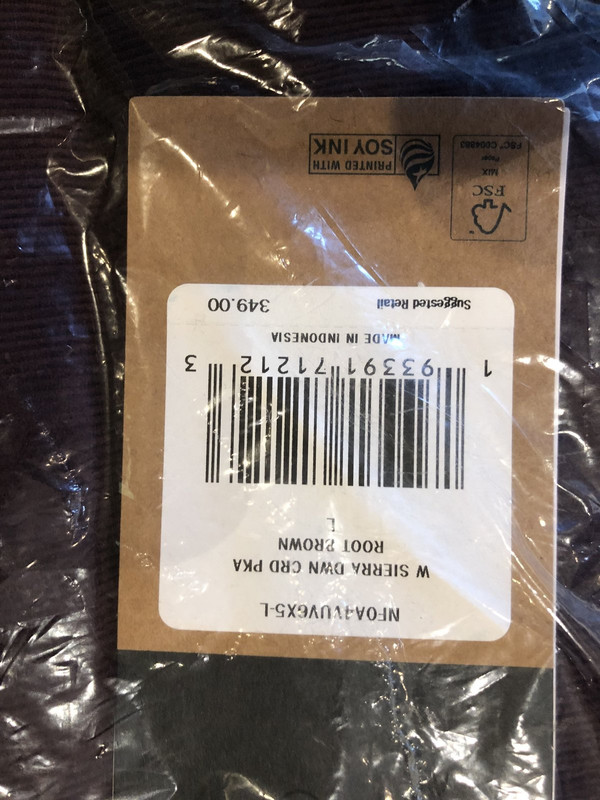 NF0A4VUV6X5-L
W SIERRA DWN CRD PKA
ROOT BROWN
L
1 93391 71212 3
MADE IN INDONESIA
Suggested Retail 349.00
FSC
MIX
PRINTED WITH
SOY INK